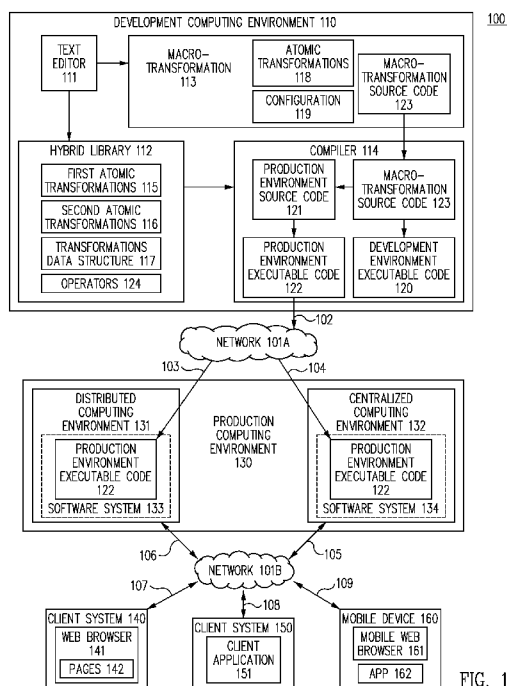 DEVELOPMENT COMPUTING ENVIRONMENT 110
100
TEXT
EDITOR
111
MACRO-
TRANSFORMATION
113
ATOMIC
TRANSFORMATIONS
118
CONFIGURATION
119
MACRO-
TRANSFORMATION
SOURCE CODE
123
HYBRID LIBRARY 112
FIRST ATOMIC
TRANSFORMATIONS 115
SECOND ATOMIC
TRANSFORMATIONS 116
TRANSFORMATIONS
DATA STRUCTURE 117
OPERATORS 124
COMPILER 114
PRODUCTION
ENVIRONMENT
SOURCE CODE
121
MACRO-
TRANSFORMATION
SOURCE CODE 123
PRODUCTION
ENVIRONMENT
EXECUTABLE CODE
122
DEVELOPMENT
ENVIRONMENT
EXECUTABLE CODE
120
102
NETWORK 101A
103
104
DISTRIBUTED
COMPUTING
ENVIRONMENT 131
PRODUCTION
ENVIRONMENT
EXECUTABLE CODE
122
SOFTWARE SYSTEM 133
PRODUCTION
COMPUTING
ENVIRONMENT
130
CENTRALIZED
COMPUTING
ENVIRONMENT 132
PRODUCTION
ENVIRONMENT
EXECUTABLE CODE
122
SOFTWARE SYSTEM 134
106
105
NETWORK 101B
107
108
109
CLIENT SYSTEM 140
WEB BROWSER
141
PAGES 142
CLIENT SYSTEM 150
CLIENT
APPLICATION
151
MOBILE DEVICE 160
MOBILE WEB
BROWSER 161
APP 162
FIG. 1